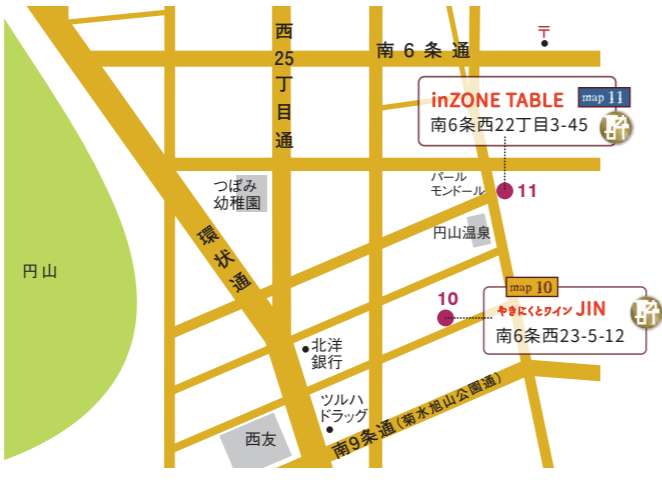 西25丁目通
南6条通
〒
inZONE TABLE
map 11
南6条西22丁目3-45
パール
モンドール
11
つぼみ
幼稚園
円山温泉
環状通
円山
map 10
10
やきにくとワイン JIN
南6条西23-5-12
北洋
銀行
ツルハ
ドラッグ
西友
南9条通(菊水旭山公園通)